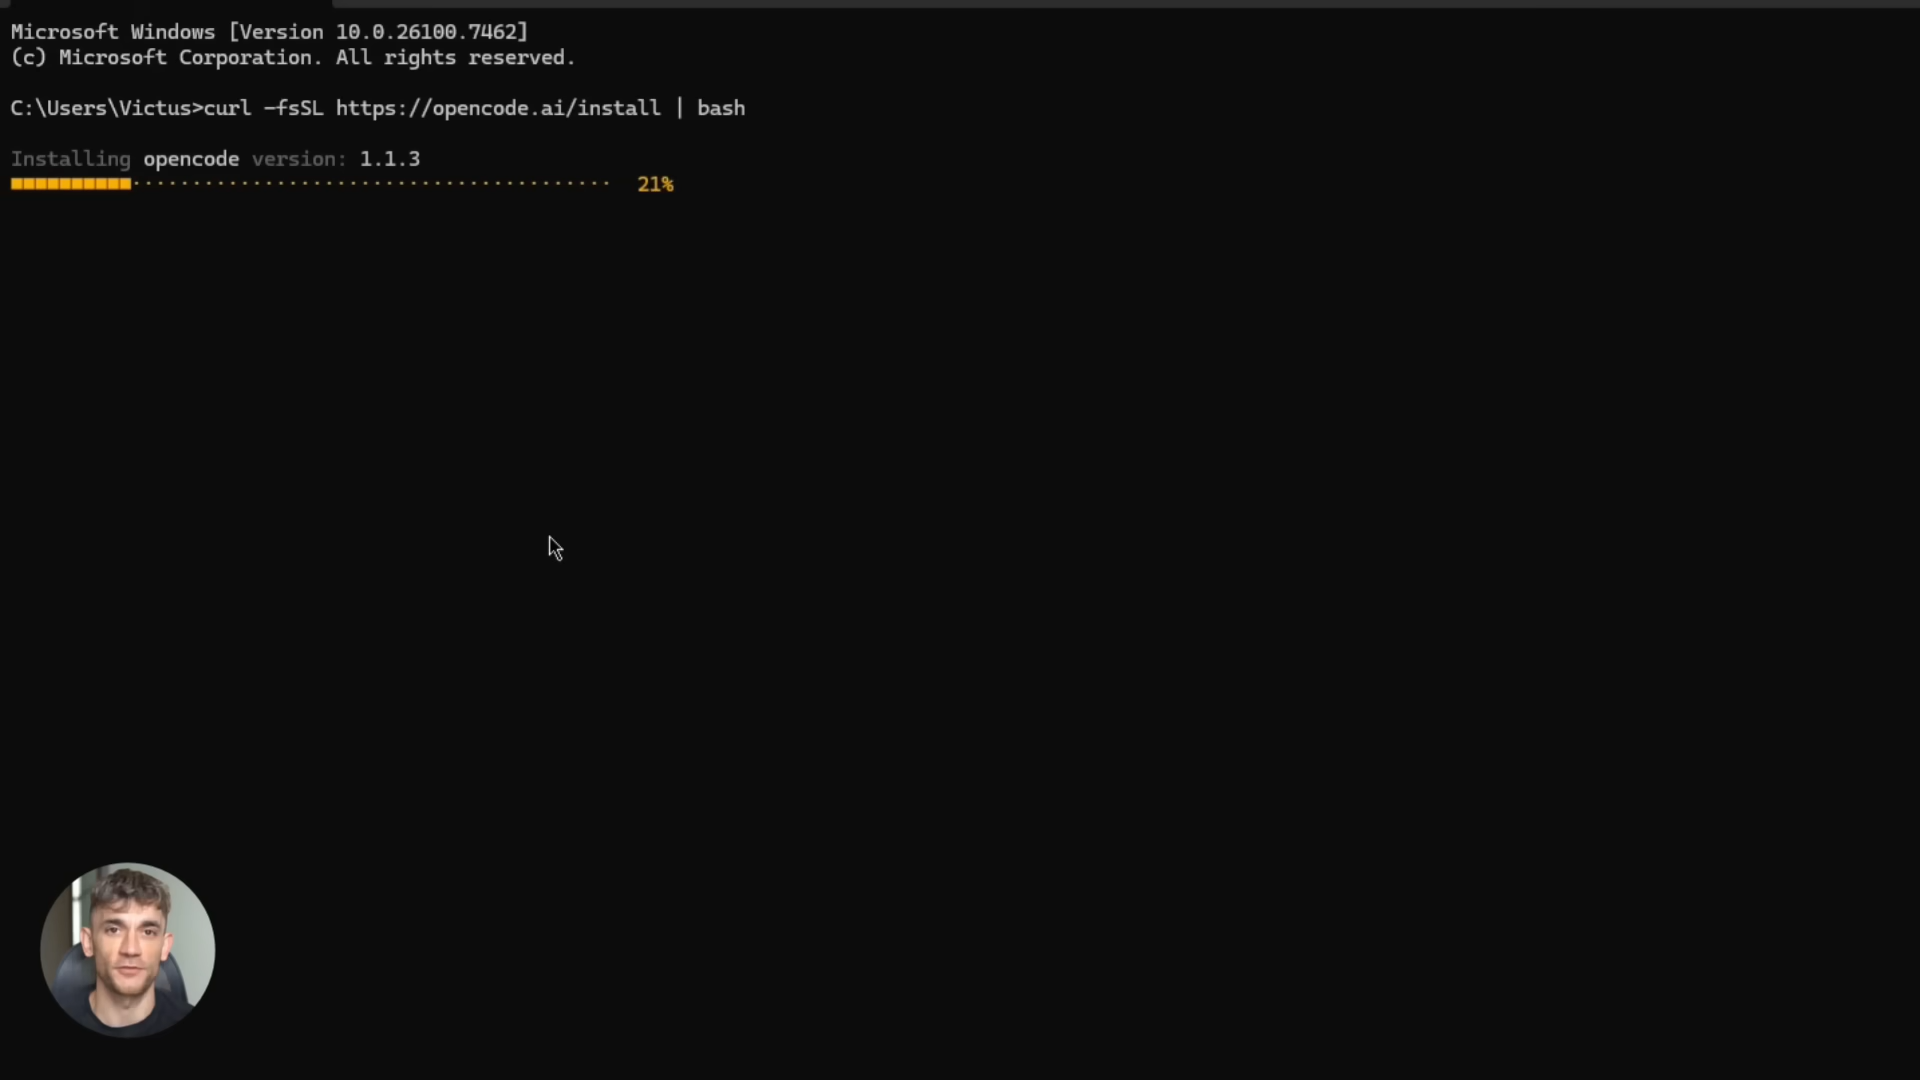 Microsoft Windows [Version 10.0.26100.7462]
(c) Microsoft Corporation. All rights reserved.
C:\Users\Victus>curl -fsSL https://opencode.ai/install | bash
Installing opencode version: 1.1.3
21%